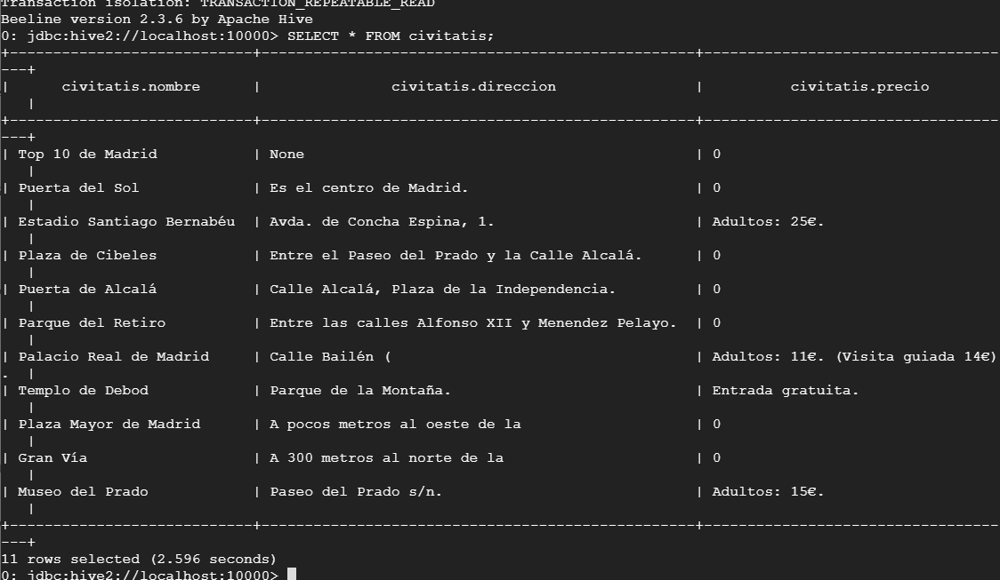 Transaction isolation: TRANSACTION_REPEATABLE_READ
Beeline version 2.3.6 by Apache Hive
0: jdbc:hive2://localhost:10000> SELECT * FROM civitatis;
+----------------------------+--------------------------------------------------+----------------------------------
---+
|      civitatis.nombre      |               civitatis.direccion                |          civitatis.precio
   |
+----------------------------+--------------------------------------------------+----------------------------------
---+
| Top 10 de Madrid           | None                                             | 0
   |
| Puerta del Sol             | Es el centro de Madrid.                          | 0
   |
| Estadio Santiago Bernabéu  | Avda. de Concha Espina, 1.                       | Adultos: 25€.
   |
| Plaza de Cibeles           | Entre el Paseo del Prado y la Calle Alcalá.      | 0
   |
| Puerta de Alcalá           | Calle Alcalá, Plaza de la Independencia.         | 0
   |
| Parque del Retiro          | Entre las calles Alfonso XII y Menendez Pelayo.  | 0
   |
| Palacio Real de Madrid     | Calle Bailén (                                   | Adultos: 11€. (Visita guiada 14€)
.  |
| Templo de Debod            | Parque de la Montaña.                            | Entrada gratuita.
   |
| Plaza Mayor de Madrid      | A pocos metros al oeste de la                    | 0
   |
| Gran Vía                   | A 300 metros al norte de la                      | 0
   |
| Museo del Prado            | Paseo del Prado s/n.                             | Adultos: 15€.
   |
+----------------------------+--------------------------------------------------+----------------------------------
---+
11 rows selected (2.596 seconds)
0: jdbc:hive2://localhost:10000>